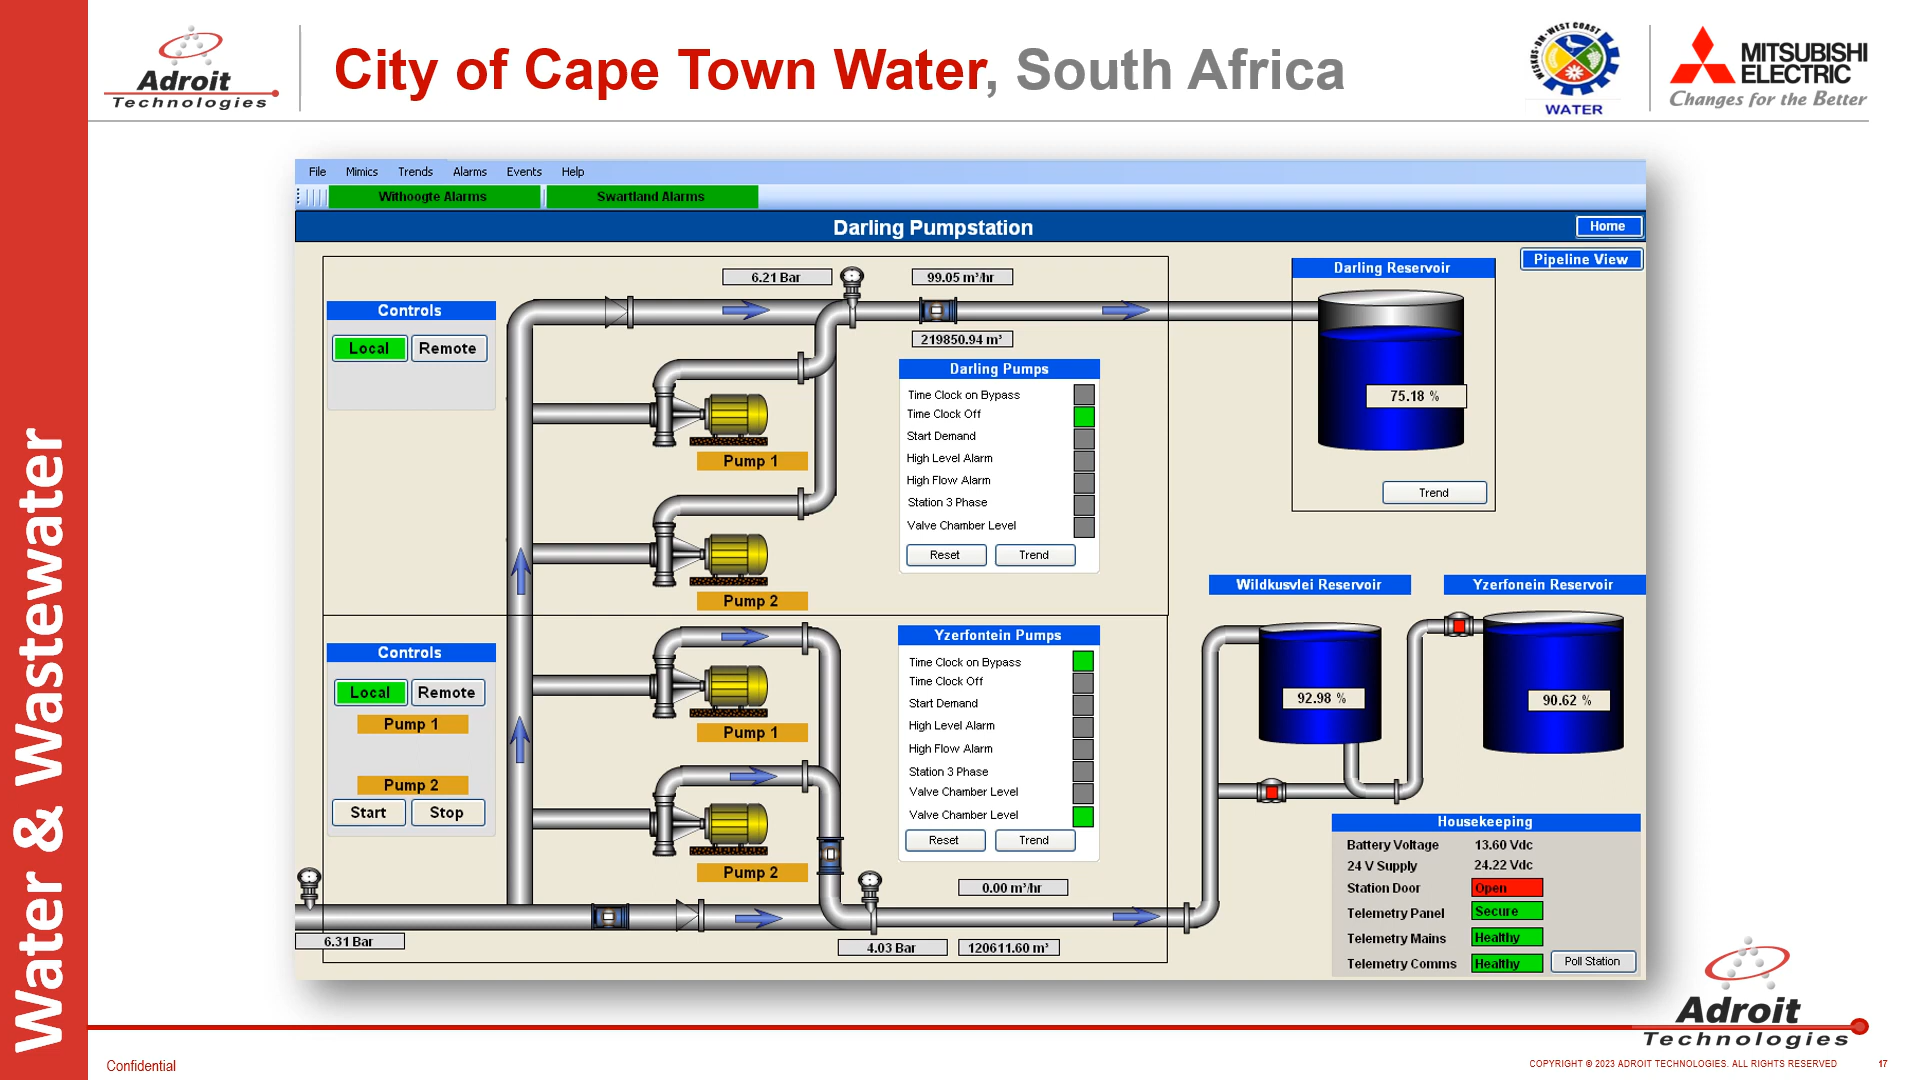 Adroit
Technologies
City of Cape Town Water, South Africa
WESKUS-UM-WEST COAST
WATER
MITSUBISHI
ELECTRIC
Changes for the Better
Water & Wastewater
File Mimics Trends Alarms Events Help
Withoogte Alarms Swartland Alarms
Darling Pumpstation
Home
Pipeline View
6.21 Bar
99.05 m³/hr
219850.94 m³
Controls
Local Remote
Pump 1
Pump 2
Darling Pumps
Time Clock on Bypass
Time Clock Off
Start Demand
High Level Alarm
High Flow Alarm
Station 3 Phase
Valve Chamber Level
Reset Trend
Darling Reservoir
75.18 %
Trend
Controls
Local Remote
Pump 1
Pump 2
Start Stop
Pump 1
Pump 2
Yzerfontein Pumps
Time Clock on Bypass
Time Clock Off
Start Demand
High Level Alarm
High Flow Alarm
Station 3 Phase
Valve Chamber Level
Valve Chamber Level
Reset Trend
0.00 m³/hr
6.31 Bar
4.03 Bar
120611.60 m³
Wildkusvlei Reservoir
92.98 %
Yzerfonein Reservoir
90.62 %
Housekeeping
Battery Voltage 13.60 Vdc
24 V Supply 24.22 Vdc
Station Door Open
Telemetry Panel Secure
Telemetry Mains Healthy
Telemetry Comms Healthy
Poll Station
Adroit
Technologies
Confidential
COPYRIGHT © 2023 ADROIT TECHNOLOGIES. ALL RIGHTS RESERVED 17